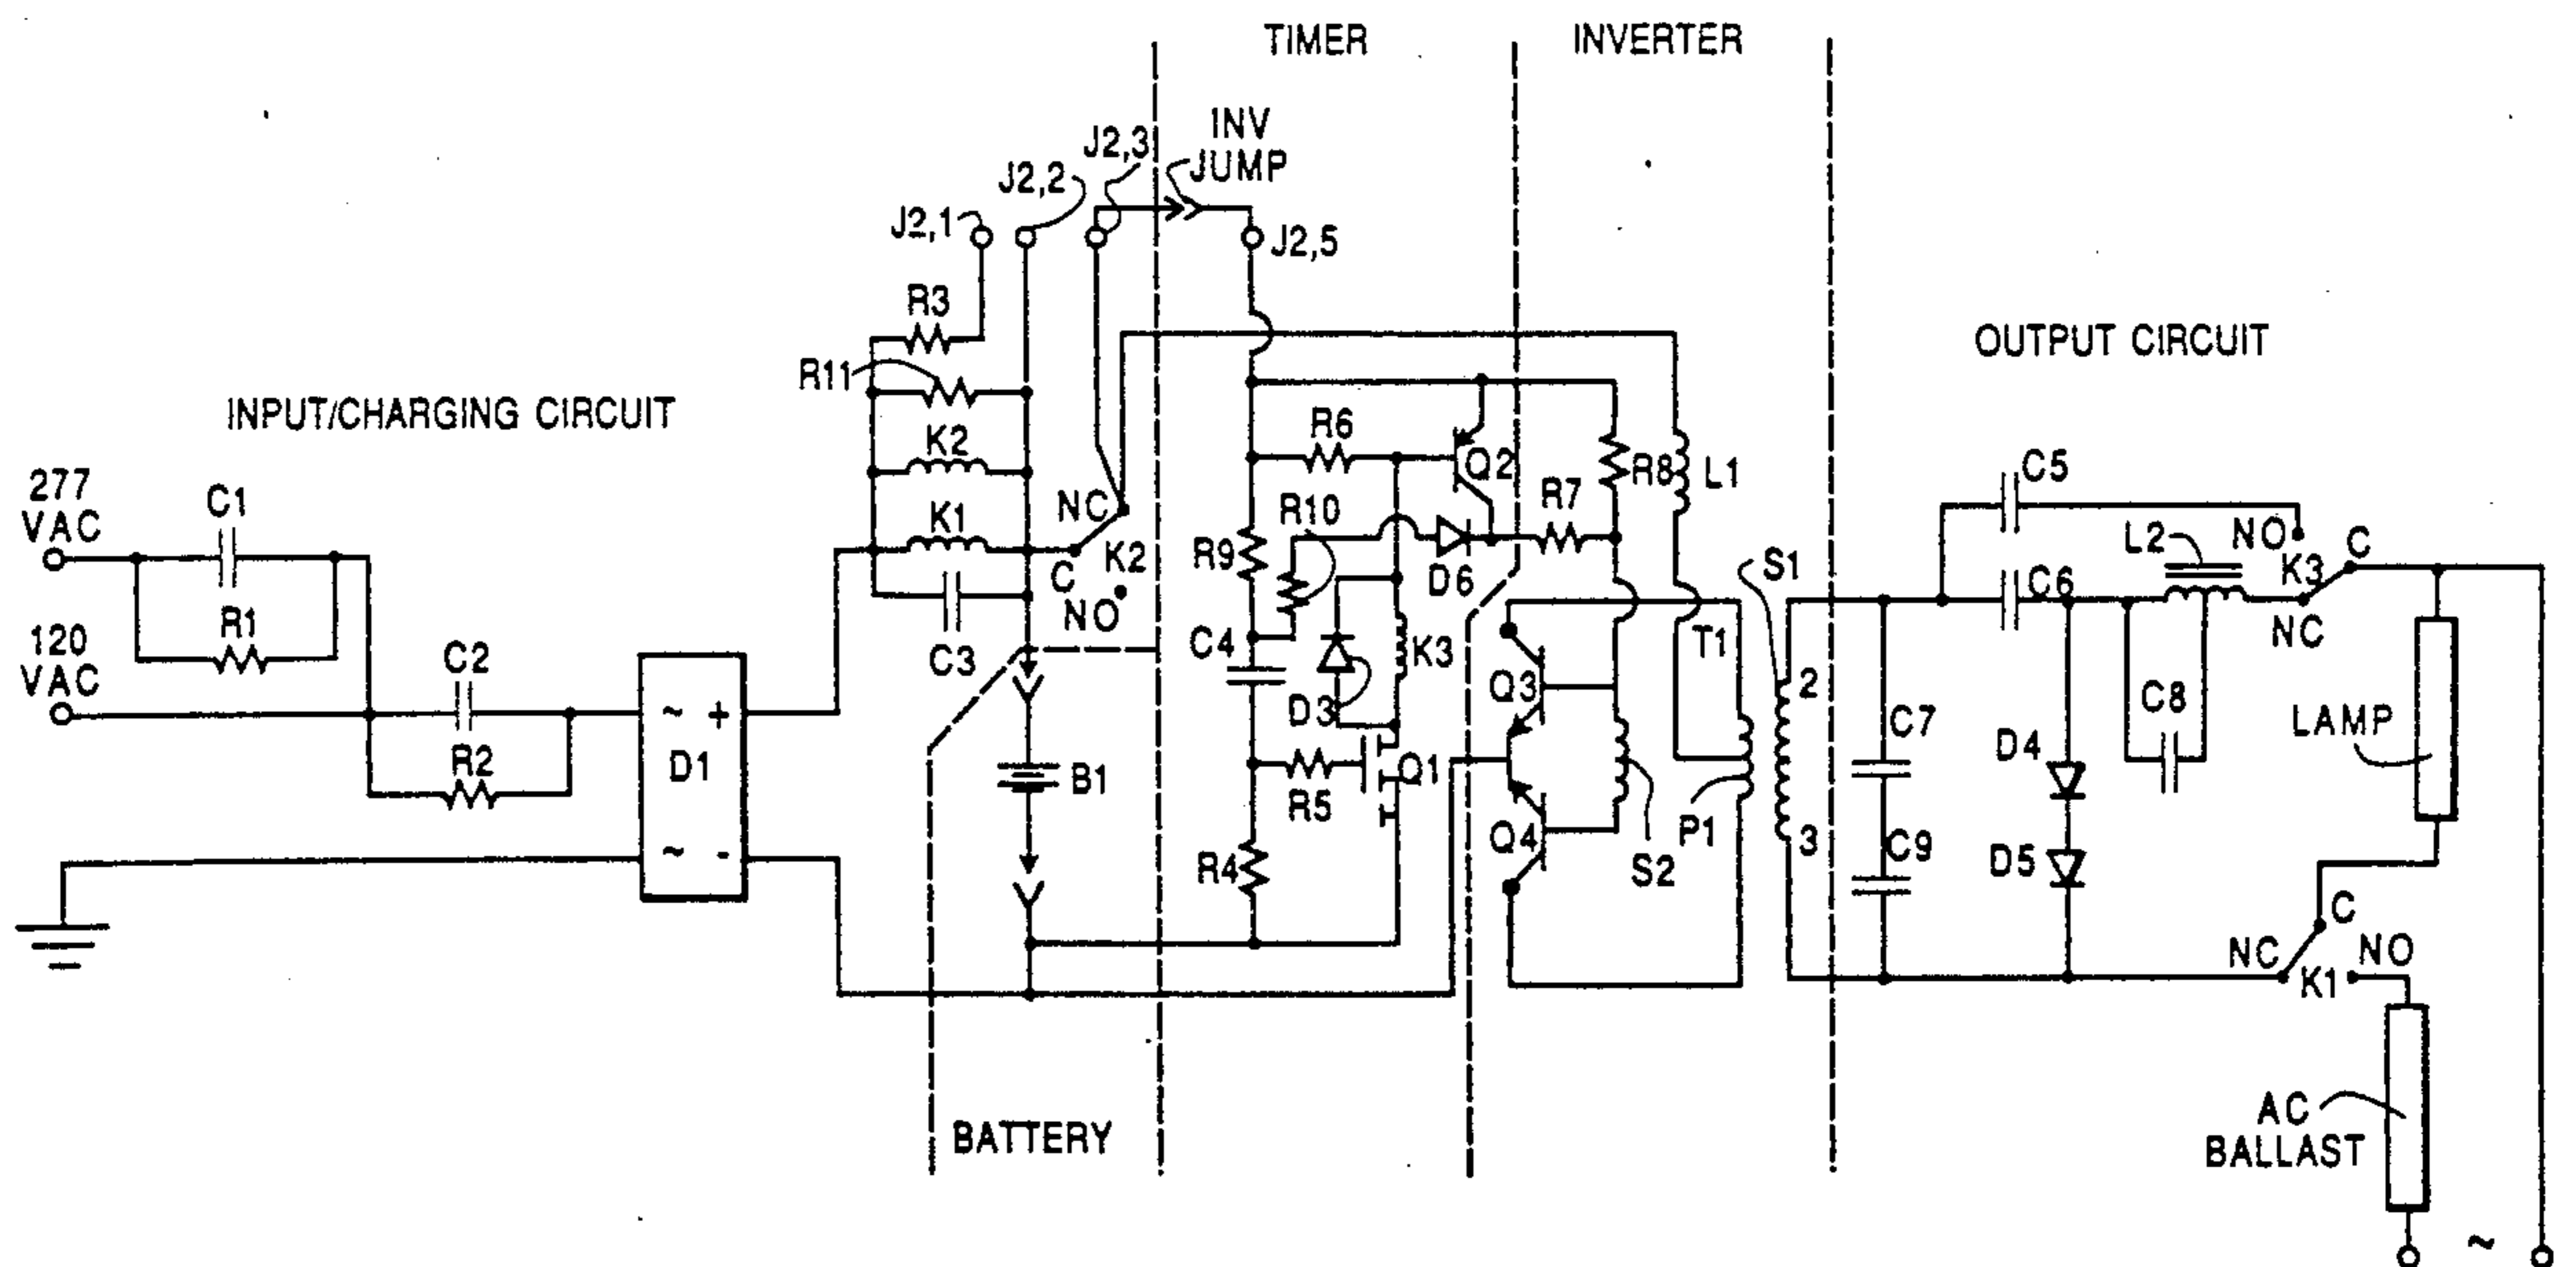 TIMER
INVERTER
INV
JUMP
J2,3
J2,2
J2,1
J2,5
R3
R11
OUTPUT CIRCUIT
INPUT/CHARGING CIRCUIT
K2
R6
Q2
R8
L1
C5
277
VAC
C1
NC
R10
R7
NO
C
L2
K1
K2
R9
D6
S1
K3
C6
C
NO
NC
R1
120
VAC
C3
C4
K3
T1
C2
Q3
2
C8
LAMP
D3
C7
D4
R2
D1
~ +
~ -
B1
Q1
R5
P1
Q4
S2
3
C9
D5
R4
C
NC
NO
K1
AC
BALLAST
BATTERY
~